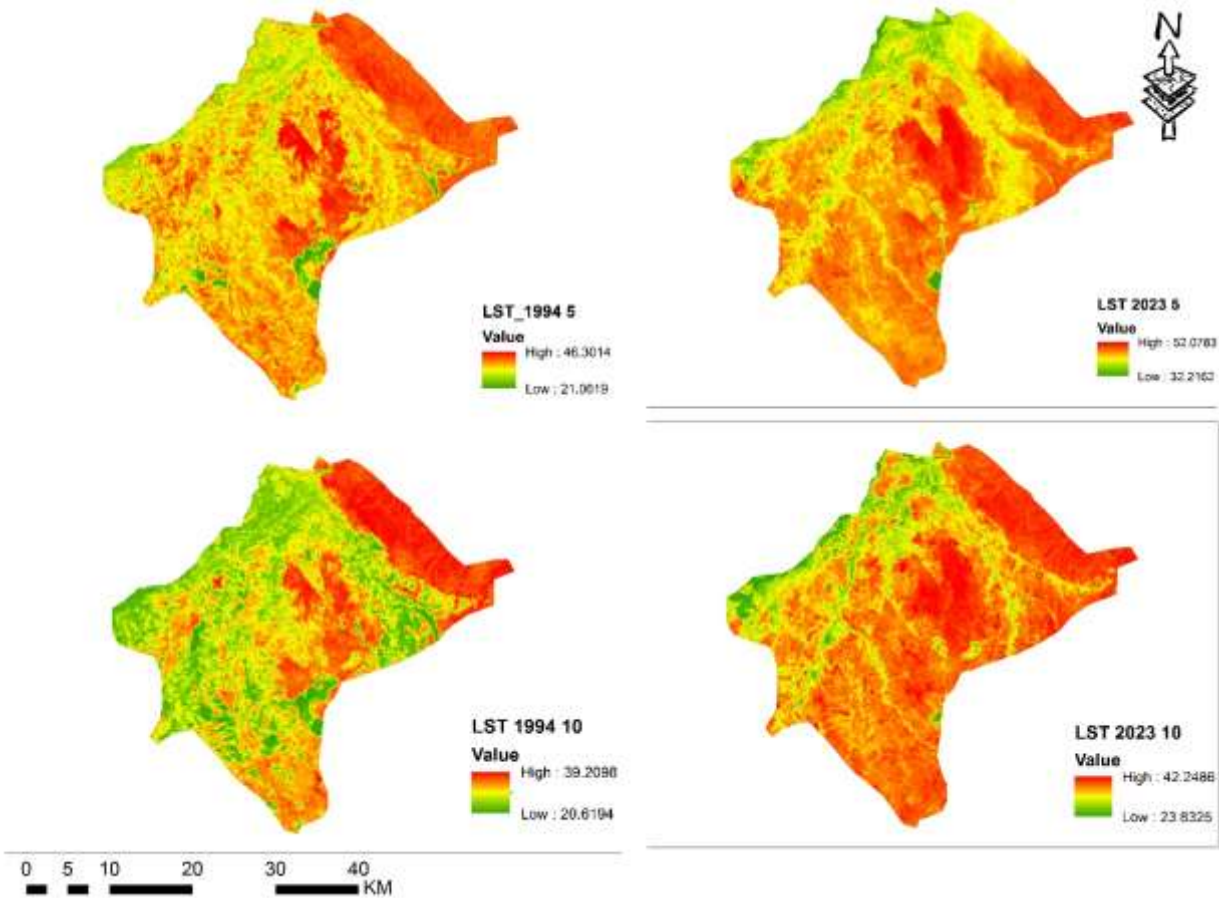 N
LST_1994 5
Value
High : 46.3014
Low : 21.0619
LST 2023 5
Value
High : 52.0783
Low : 32.2162
LST 1994 10
Value
High : 39.2098
Low : 20.6194
LST 2023 10
Value
High : 42.2486
Low : 23.8325
0 5 10 20 30 40
KM